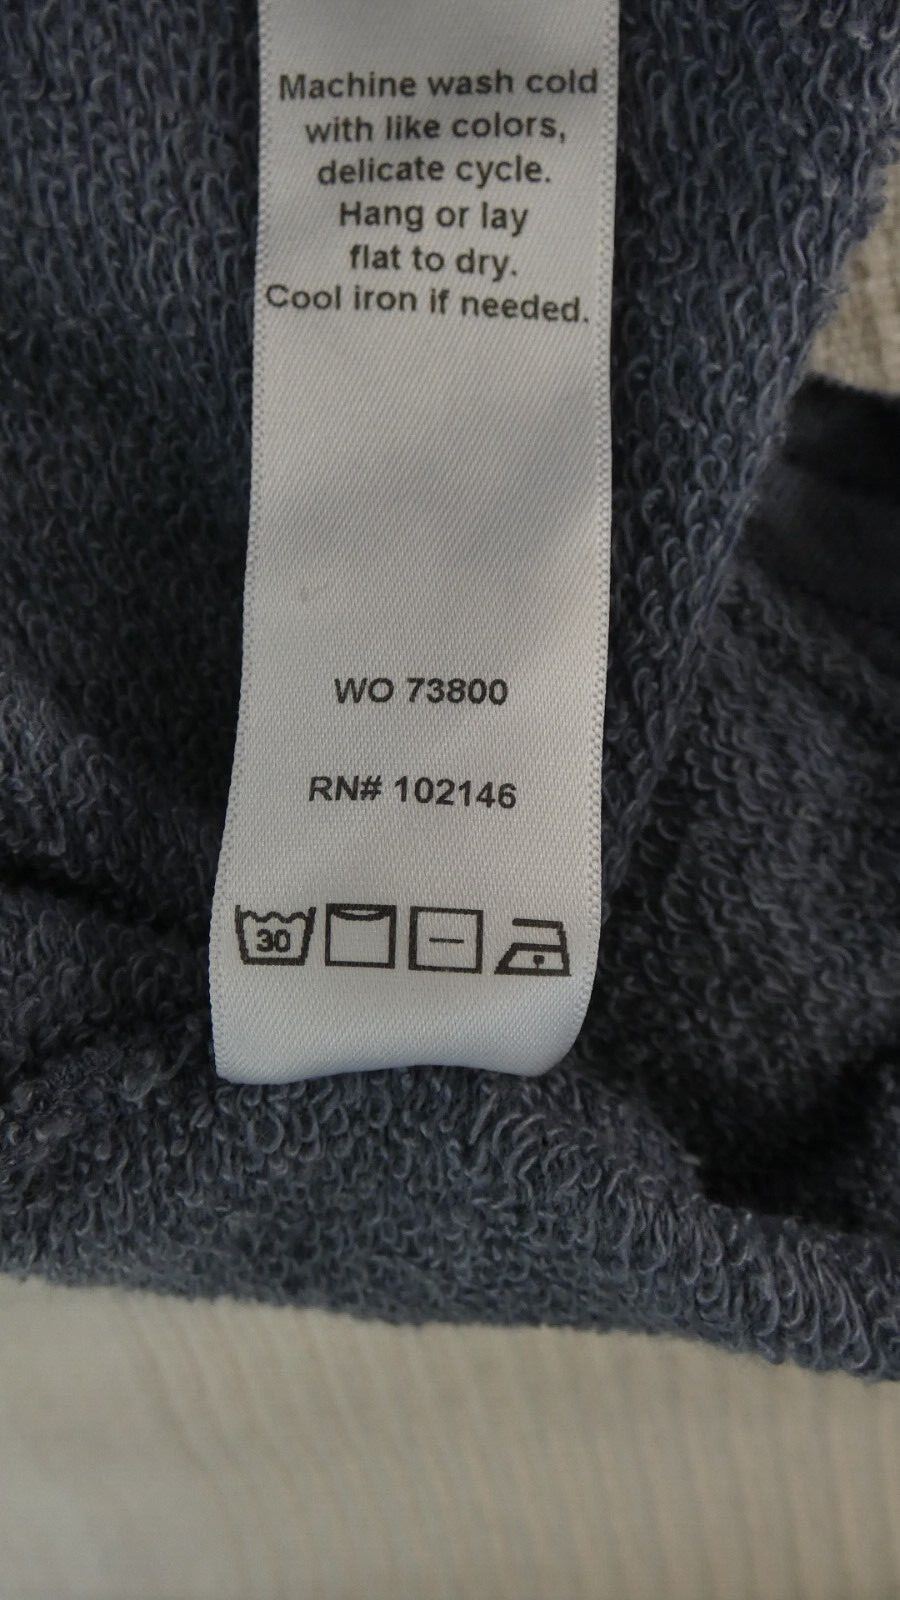 Machine wash cold
with like colors,
delicate cycle.
Hang or lay
flat to dry.
Cool iron if needed.
WO 73800
RN# 102146
30